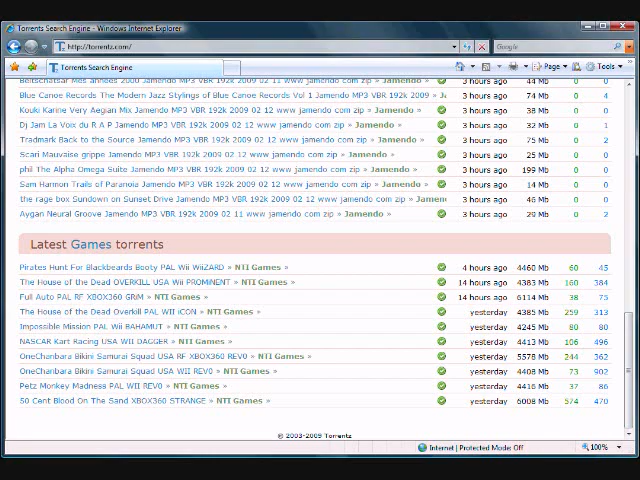 Torrents Search Engine - Windows Internet Explorer
http://torrentz.com/
Google
Torrents Search Engine
Page Tools
Mes années 2000 Jamendo MP3 VBR 192k 2009 02 11 www jamendo com zip » Jamendo » 3 hours ago 44 Mb 0 2
Blue Canoe Records The Modern Jazz Stylings of Blue Canoe Records Vol 1 Jamendo MP3 VBR 192k 2009 » 3 hours ago 74 Mb 0 4
Kouki Karine Very Aegian Mix Jamendo MP3 VBR 192k 2009 02 12 www jamendo com zip » Jamendo » 3 hours ago 38 Mb 0 0
Dj Jam La Voix du R A P Jamendo MP3 VBR 192k 2009 02 12 www jamendo com zip » Jamendo » 3 hours ago 32 Mb 0 1
Tradmark Back to the Source Jamendo MP3 VBR 192k 2009 02 12 www jamendo com zip » Jamendo » 3 hours ago 75 Mb 0 2
Scari Mauvaise grippe Jamendo MP3 VBR 192k 2009 02 12 www jamendo com zip » Jamendo » 3 hours ago 25 Mb 0 0
phil The Alpha Omega Suite Jamendo MP3 VBR 192k 2009 02 12 www jamendo com zip » Jamendo » 3 hours ago 199 Mb 0 0
Sam Harmon Trails of Paranoia Jamendo MP3 VBR 192k 2009 02 12 www jamendo com zip » Jamendo » 3 hours ago 14 Mb 0 0
the rage box Sundown on Sunset Drive Jamendo MP3 VBR 192k 2009 02 12 www jamendo com zip » Jamen 3 hours ago 46 Mb 0 0
Aygan Neural Groove Jamendo MP3 VBR 192k 2009 02 11 www jamendo com zip » Jamendo » 3 hours ago 29 Mb 0 2
Latest Games torrents
Pirates Hunt For Blackbeards Booty PAL Wii WiiZARD » NTI Games » 4 hours ago 4460 Mb 60 45
The House of the Dead OVERKILL USA Wii PROMiNENT » NTI Games » 14 hours ago 4383 Mb 160 384
Full Auto PAL RF XBOX360 GRiM » NTI Games » 14 hours ago 6114 Mb 38 75
The House of the Dead Overkill PAL WII iCON » NTI Games » yesterday 4385 Mb 259 313
Impossible Mission PAL Wii BAHAMUT » NTI Games » yesterday 4245 Mb 80 80
NASCAR Kart Racing USA WII DAGGER » NTI Games » yesterday 4413 Mb 106 496
OneChanbara Bikini Samurai Squad USA RF XBOX360 REV0 » NTI Games » yesterday 5578 Mb 244 362
OneChanbara Bikini Samurai Squad USA WII REV0 » NTI Games » yesterday 4408 Mb 73 902
Petz Monkey Madness PAL WII REV0 » NTI Games » yesterday 4416 Mb 37 86
50 Cent Blood On The Sand XBOX360 STRANGE » NTI Games » yesterday 6008 Mb 574 470
© 2003-2009 Torrentz
Internet | Protected Mode: Off 100%